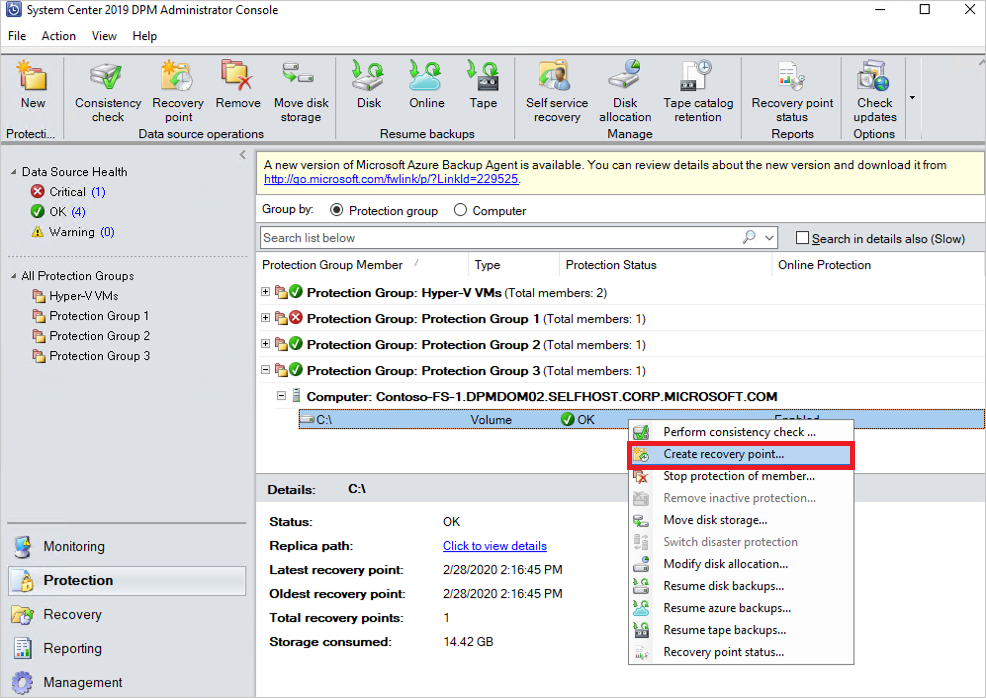 System Center 2019 DPM Administrator Console
File Action View Help
New
Consistency check
Recovery point
Remove
Move disk storage
Disk
Online
Tape
Self service recovery
Disk allocation
Tape catalog retention
Recovery point status
Check updates
Protecti...
Data source operations
Resume backups
Manage
Reports
Options
Data Source Health
Critical (1)
OK (4)
Warning (0)
All Protection Groups
Hyper-V VMs
Protection Group 1
Protection Group 2
Protection Group 3
Monitoring
Protection
Recovery
Reporting
Management
A new version of Microsoft Azure Backup Agent is available. You can review details about the new version and download it from
http://go.microsoft.com/fwlink/p/?LinkId=229525.
Group by: Protection group Computer
Search list below
Search in details also (Slow)
Protection Group Member Type Protection Status Online Protection
Protection Group: Hyper-V VMs (Total members: 2)
Protection Group: Protection Group 1 (Total members: 1)
Protection Group: Protection Group 2 (Total members: 1)
Protection Group: Protection Group 3 (Total members: 1)
Computer: Contoso-FS-1.DPMDOM02.SELFHOST.CORP.MICROSOFT.COM
C:\ Volume OK Enabled
Perform consistency check ...
Create recovery point...
Stop protection of member...
Remove inactive protection...
Move disk storage...
Switch disaster protection
Modify disk allocation...
Resume disk backups...
Resume azure backups...
Resume tape backups...
Recovery point status...
Details: C:\
Status: OK
Replica path: Click to view details
Latest recovery point: 2/28/2020 2:16:45 PM
Oldest recovery point: 2/28/2020 2:16:45 PM
Total recovery points: 1
Storage consumed: 14.42 GB